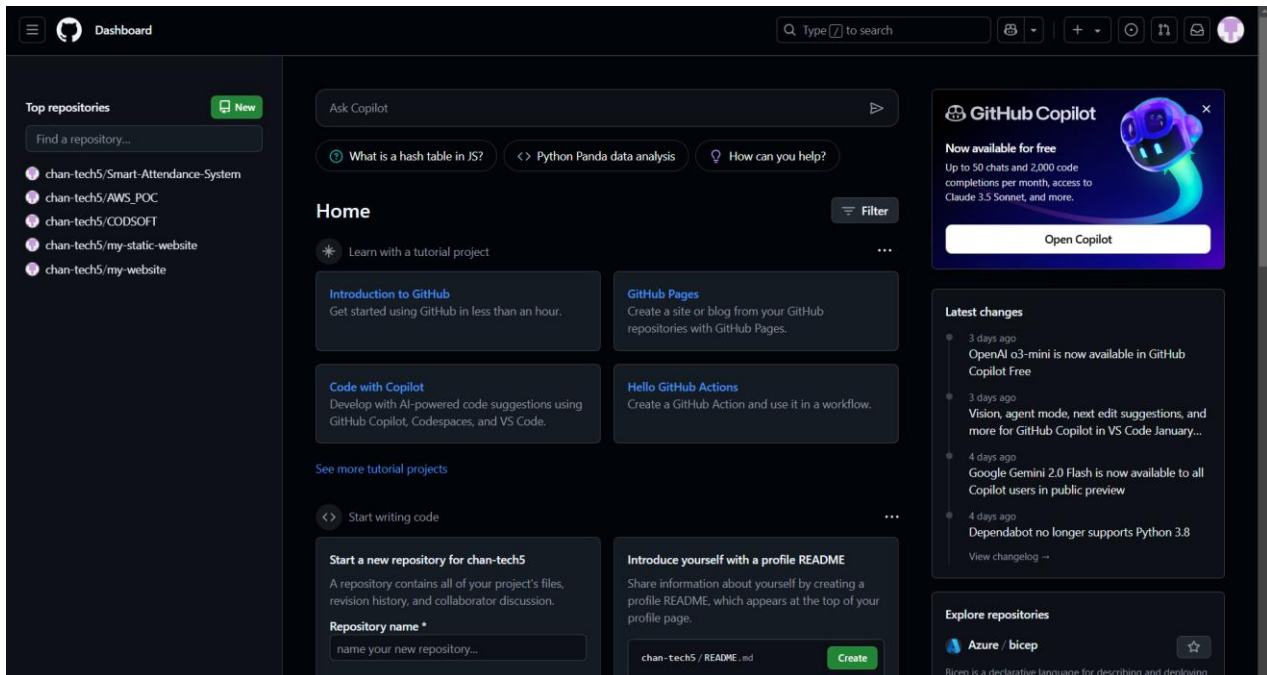 Dashboard
Type / to search
Top repositories
New
Find a repository...
chan-tech5/Smart-Attendance-System
chan-tech5/AWS_POC
chan-tech5/CODSOFT
chan-tech5/my-static-website
chan-tech5/my-website
Ask Copilot
What is a hash table in JS?
Python Panda data analysis
How can you help?
Home
Filter
Learn with a tutorial project
Introduction to GitHub
Get started using GitHub in less than an hour.
GitHub Pages
Create a site or blog from your GitHub
repositories with GitHub Pages.
Code with Copilot
Develop with AI-powered code suggestions using
GitHub Copilot, Codespaces, and VS Code.
Hello GitHub Actions
Create a GitHub Action and use it in a workflow.
See more tutorial projects
Start writing code
Start a new repository for chan-tech5
A repository contains all of your project's files,
revision history, and collaborator discussion.
Repository name *
name your new repository...
Introduce yourself with a profile README
Share information about yourself by creating a
profile README, which appears at the top of your
profile page.
chan-tech5 / README.md
Create
GitHub Copilot
Now available for free
Up to 50 chats and 2,000 code
completions per month, access to
Claude 3.5 Sonnet, and more.
Open Copilot
Latest changes
3 days ago
OpenAI o3-mini is now available in GitHub
Copilot Free
3 days ago
Vision, agent mode, next edit suggestions, and
more for GitHub Copilot in VS Code January...
4 days ago
Google Gemini 2.0 Flash is now available to all
Copilot users in public preview
4 days ago
Dependabot no longer supports Python 3.8
View changelog →
Explore repositories
Azure / bicep
Bicep is a declarative language for describing and deploying